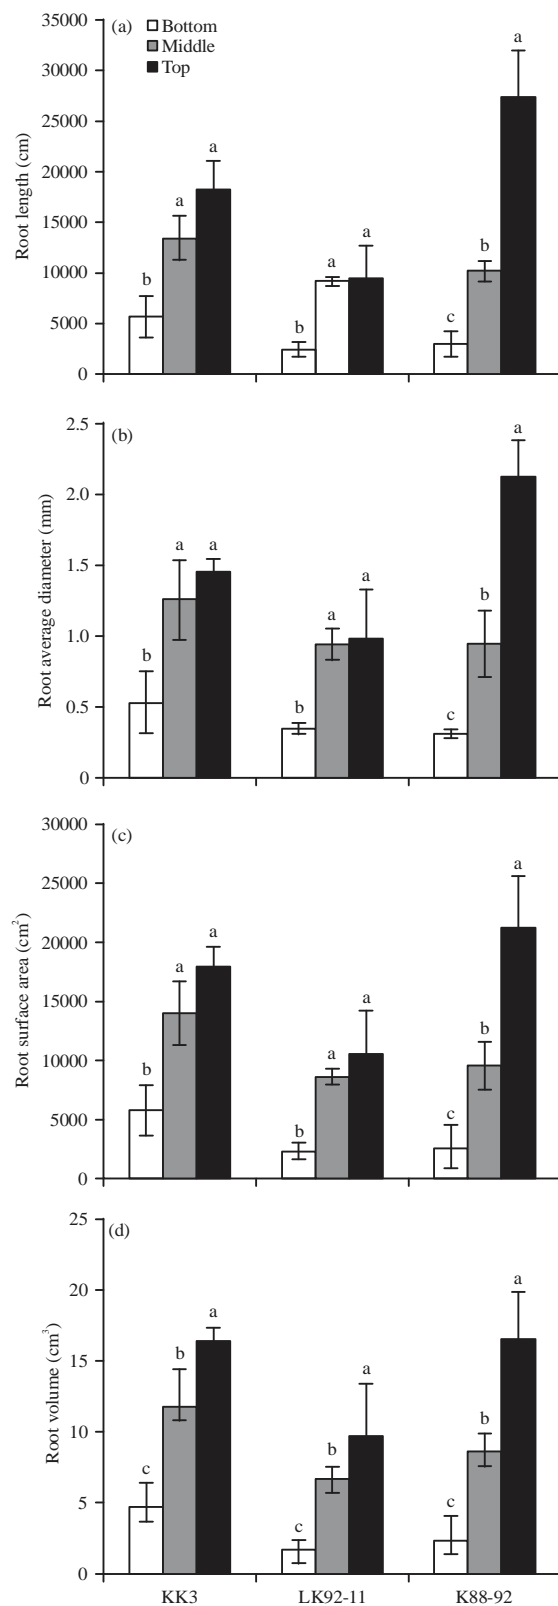 (a)
Bottom
Middle
Top
Root length (cm)
35000
30000
25000
20000
15000
10000
5000
0
b
a
a
b
a
a
c
b
a
(b)
Root average diameter (mm)
2.5
2.0
1.5
1.0
0.5
0
b
a
a
b
a
a
c
b
a
(c)
Root surface area (cm²)
30000
25000
20000
15000
10000
5000
0
b
a
a
b
a
a
c
b
a
(d)
Root volume (cm³)
25
20
15
10
5
0
c
b
a
c
b
a
c
b
a
KK3
LK92-11
K88-92